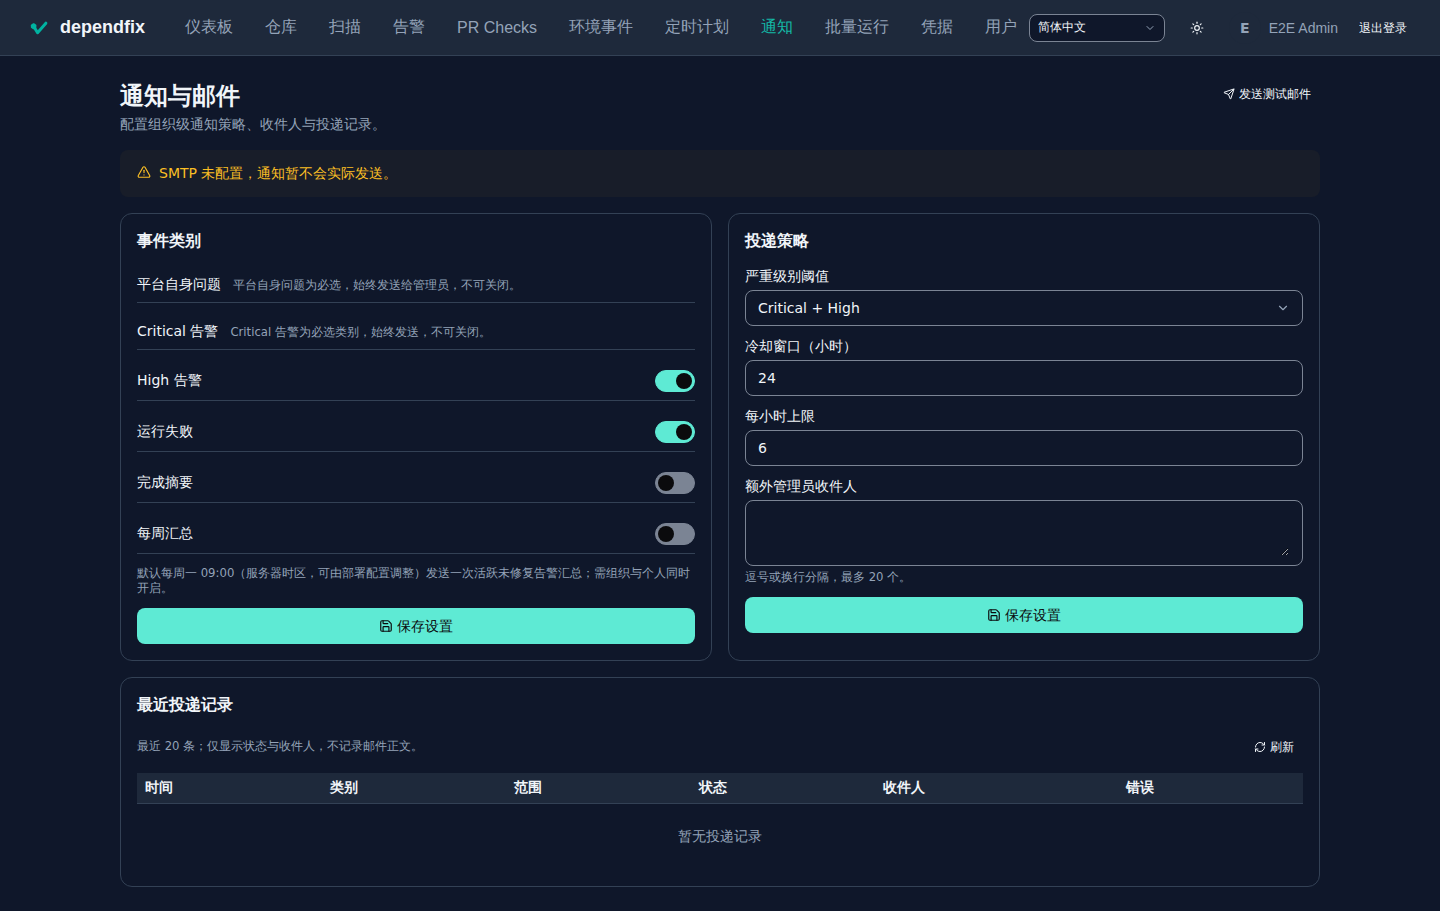 dependfix 仪表板 仓库 扫描 告警 PR Checks 环境事件 定时计划 通知 批量运行 凭据 用户 简体中文 E E2E Admin 退出登录
通知与邮件
发送测试邮件
配置组织级通知策略、收件人与投递记录。
SMTP 未配置，通知暂不会实际发送。
事件类别
平台自身问题 平台自身问题为必选，始终发送给管理员，不可关闭。
Critical 告警 Critical 告警为必选类别，始终发送，不可关闭。
High 告警
运行失败
完成摘要
每周汇总
默认每周一 09:00（服务器时区，可由部署配置调整）发送一次活跃未修复告警汇总；需组织与个人同时
开启。
保存设置
投递策略
严重级别阈值
Critical + High
冷却窗口（小时）
24
每小时上限
6
额外管理员收件人
逗号或换行分隔，最多 20 个。
保存设置
最近投递记录
最近 20 条；仅显示状态与收件人，不记录邮件正文。
刷新
时间 类别 范围 状态 收件人 错误
暂无投递记录